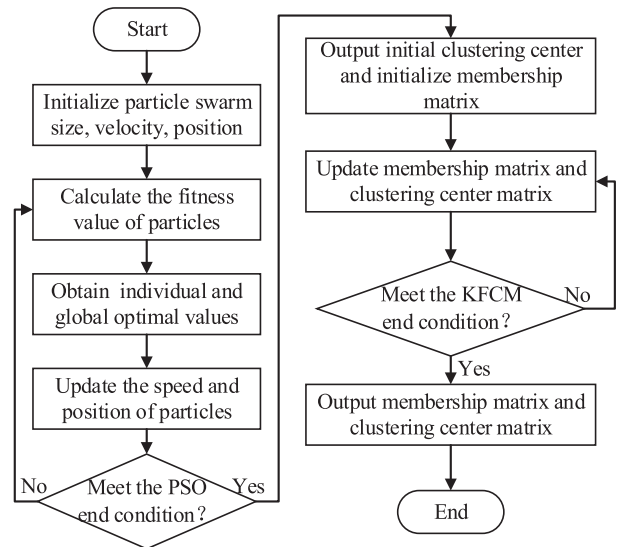 Start
Initialize particle swarm
size, velocity, position
Calculate the fitness
value of particles
Obtain individual and
global optimal values
Update the speed and
position of particles
No
Meet the PSO
end condition?
Yes
Output initial clustering center
and initialize membership
matrix
Update membership matrix and
clustering center matrix
Meet the KFCM
end condition?
No
Yes
Output membership matrix and
clustering center matrix
End